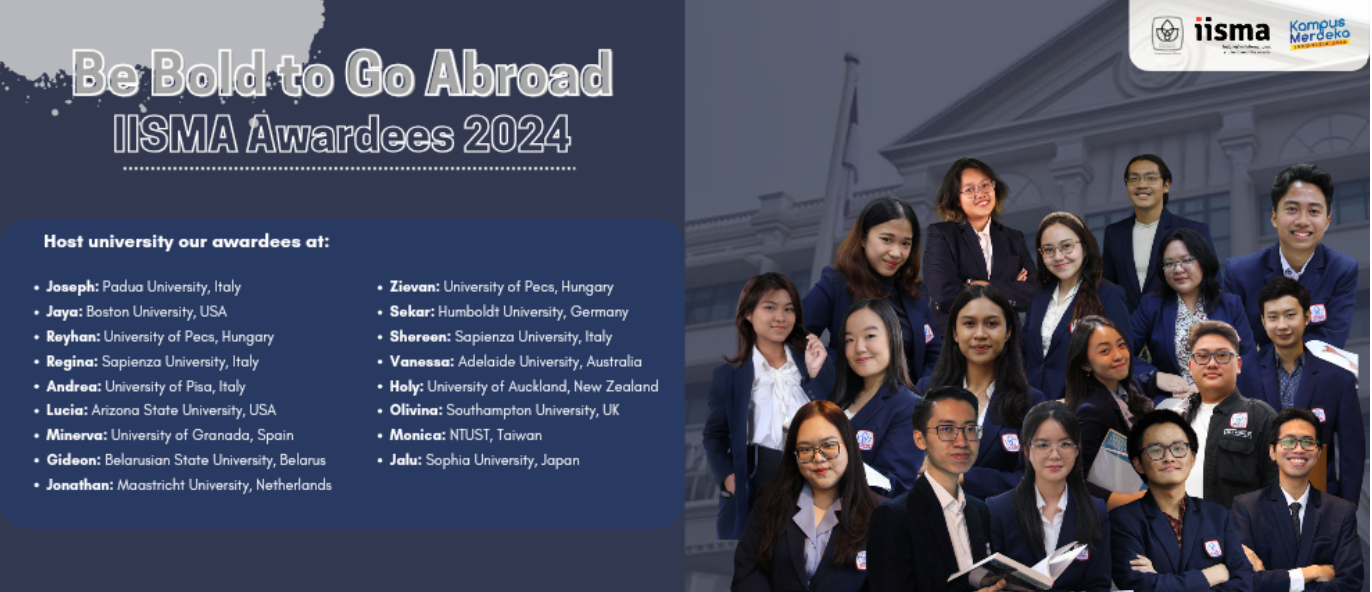 Be Bold to Go Abroad
IISMA Awardees 2024
Host university our awardees at:
Joseph: Padua University, Italy
Jaya: Boston University, USA
Reyhan: University of Pecs, Hungary
Regina: Sapienza University, Italy
Andrea: University of Pisa, Italy
Lucia: Arizona State University, USA
Minerva: University of Granada, Spain
Gideon: Belarusian State University, Belarus
Jonathan: Maastricht University, Netherlands
Zievan: University of Pecs, Hungary
Sekar: Humboldt University, Germany
Shereen: Sapienza University, Italy
Vanessa: Adelaide University, Australia
Holy: University of Auckland, New Zealand
Olivina: Southampton University, UK
Monica: NTUST, Taiwan
Jalu: Sophia University, Japan
iisma
Kampus
Merdeka